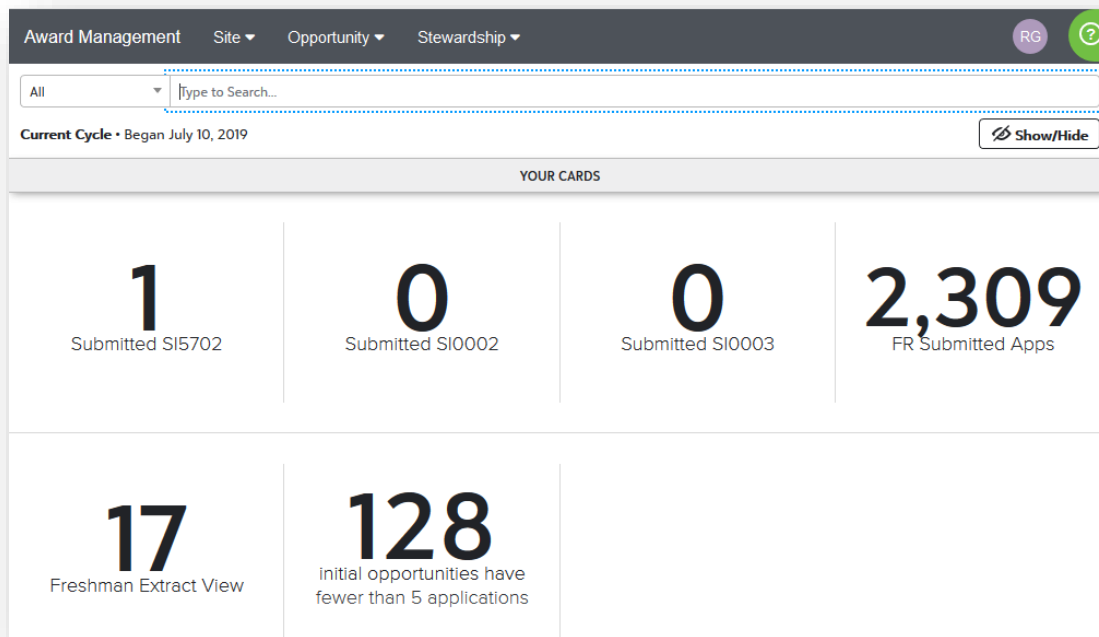 Award Management Site Opportunity Stewardship RG ?
All Type to Search...
Current Cycle • Began July 10, 2019 Show/Hide
YOUR CARDS
1
Submitted SI5702
0
Submitted SI0002
0
Submitted SI0003
2,309
FR Submitted Apps
17
Freshman Extract View
128
initial opportunities have
fewer than 5 applications